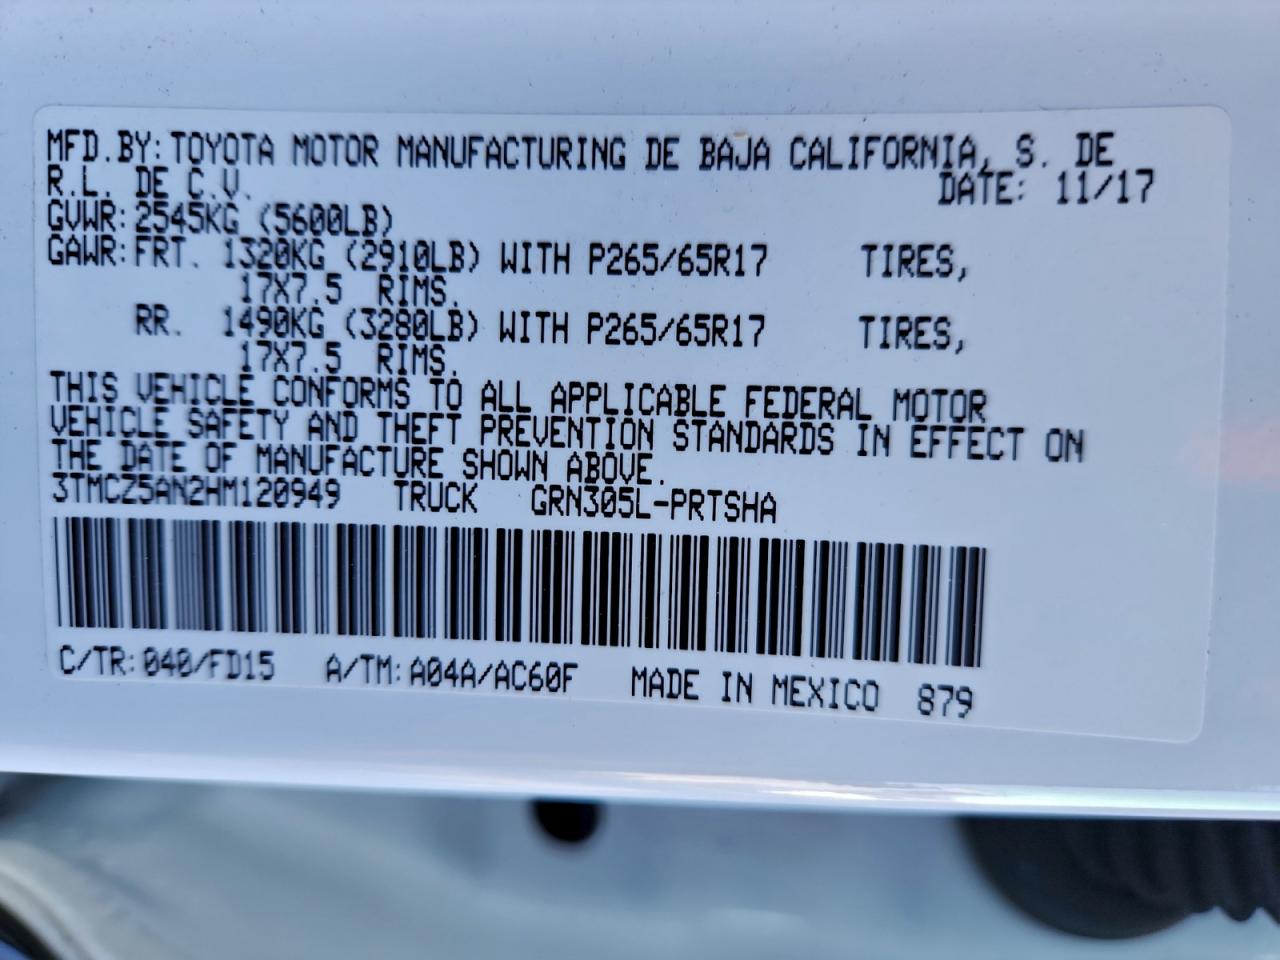 MFD.BY:TOYOTA MOTOR MANUFACTURING DE BAJA CALIFORNIA, S. DE
R.L. DE C.V. DATE: 11/17
GVWR:2545KG (5600LB)
GAWR:FRT. 1320KG (2910LB) WITH P265/65R17 TIRES,
17X7.5 RIMS.
RR. 1490KG (3280LB) WITH P265/65R17 TIRES,
17X7.5 RIMS.
THIS VEHICLE CONFORMS TO ALL APPLICABLE FEDERAL MOTOR
VEHICLE SAFETY AND THEFT PREVENTION STANDARDS IN EFFECT ON
THE DATE OF MANUFACTURE SHOWN ABOVE.
3TMCZ5AN2HM120949 TRUCK GRN305L-PRTSHA
C/TR:040/FD15 A/TM:A04A/AC60F MADE IN MEXICO 879